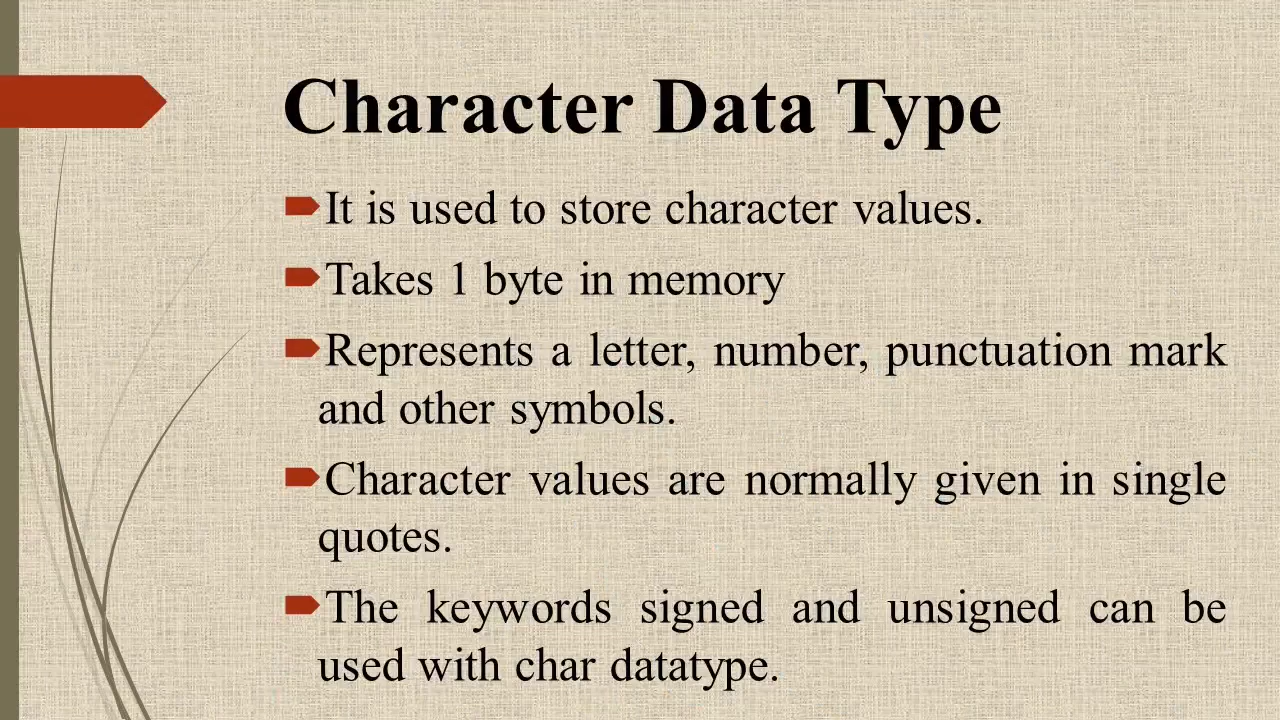 Character Data Type
It is used to store character values.
Takes 1 byte in memory
Represents a letter, number, punctuation mark
and other symbols.
Character values are normally given in single
quotes.
The keywords signed and unsigned can be
used with char datatype.